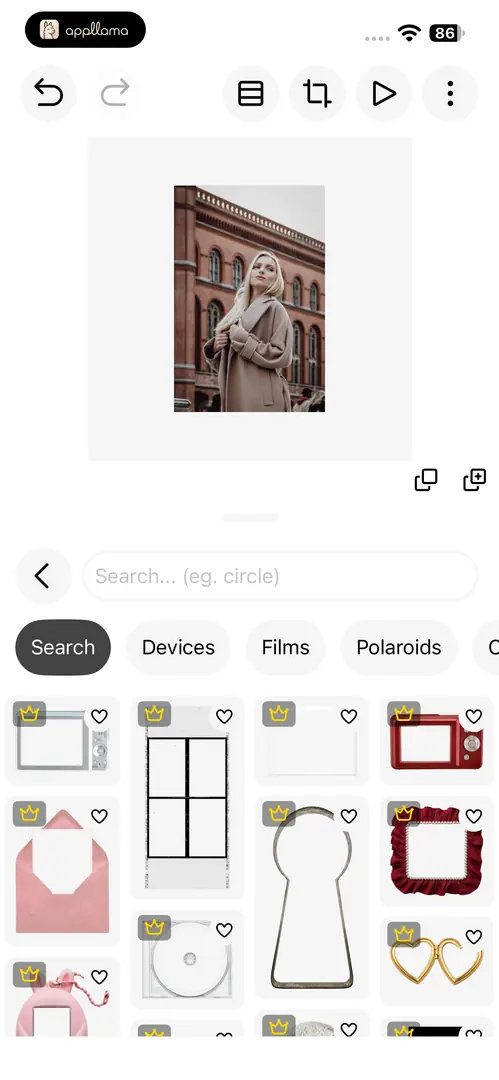 appllama
86
Search... (eg. circle)
Search
Devices
Films
Polaroids